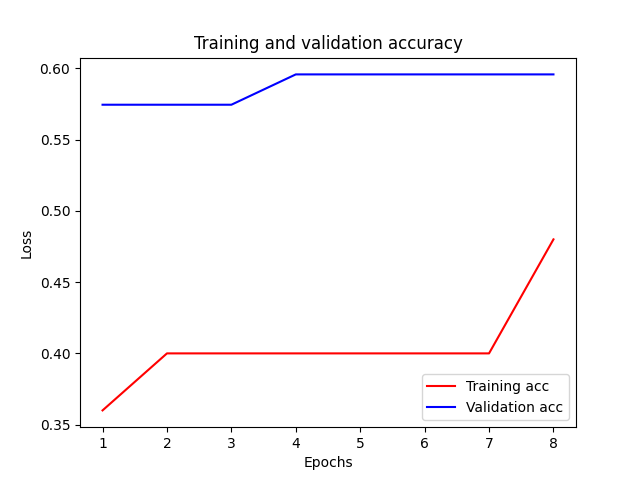 Training and validation accuracy
0.60
0.55
0.50
0.45
0.40
0.35
Loss
1 2 3 4 5 6 7 8
Epochs
Training acc
Validation acc